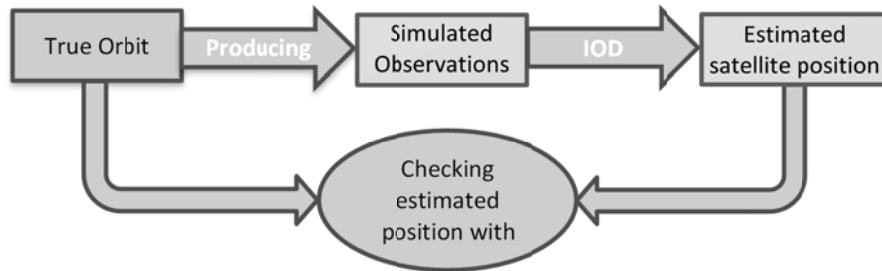 True Orbit
Producing
Simulated
Observations
IOD
Estimated
satellite position
Checking
estimated
position with